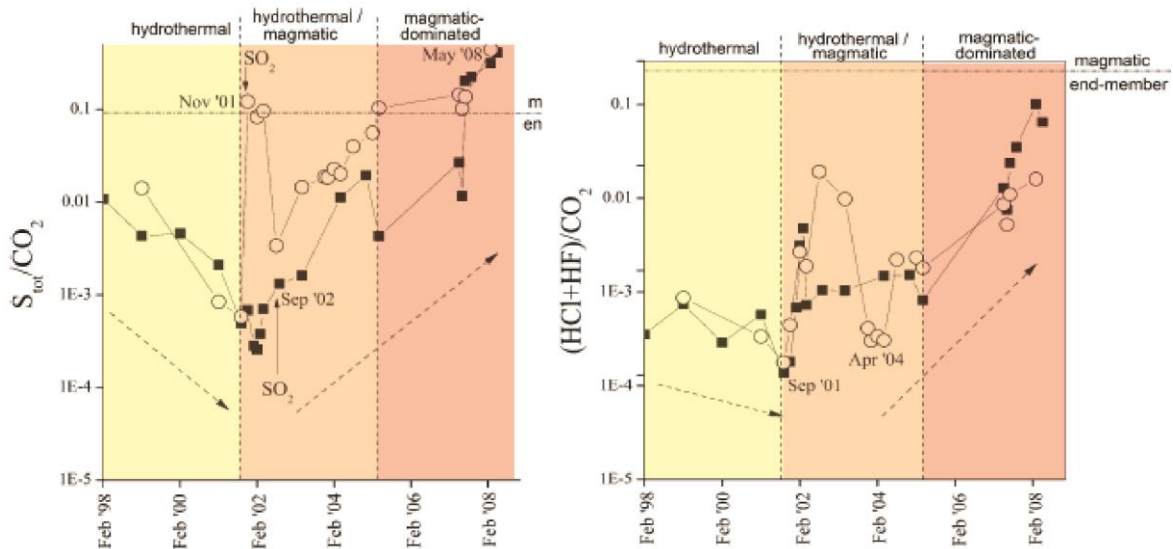 hydrothermal
hydrothermal / magmatic
magmatic-dominated
SO2
Nov '01
May '08
m
en
0.1
0.01
1E-3
1E-4
1E-5
Stot/CO2
Sep '02
SO2
Feb '98
Feb '00
Feb '02
Feb '04
Feb '06
Feb '08
hydrothermal
hydrothermal /
magmatic
magmatic-
dominated
magmatic
end-member
0.1
0.01
1E-3
1E-4
1E-5
(HCl+HF)/CO2
Sep '01
Apr '04
Feb '98
Feb '00
Feb '02
Feb '04
Feb '06
Feb '08